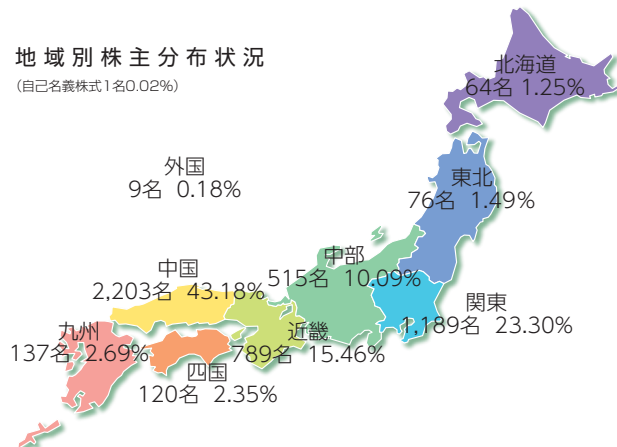 地域別株主分布状況
(自己名義株式1名0.02%)
北海道
64名 1.25%
外国
9名 0.18%
東北
76名 1.49%
中部
515名 10.09%
中国
2,203名 43.18%
関東
1,189名 23.30%
九州
137名 2.69%
近畿
789名 15.46%
四国
120名 2.35%